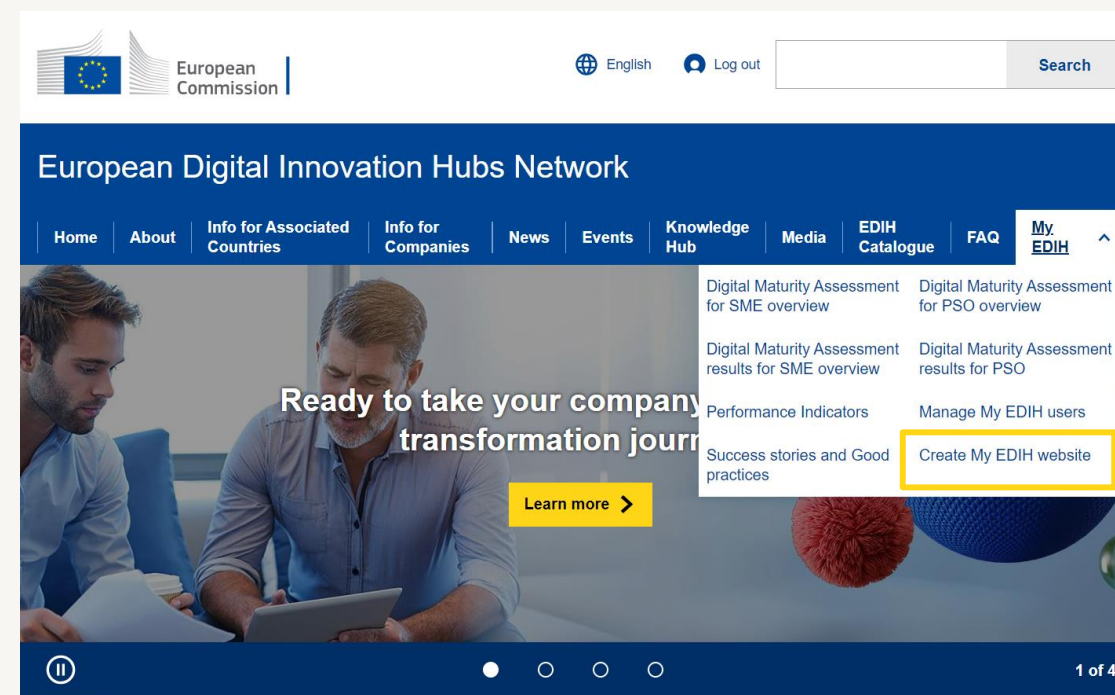 European
Commission
English
Log out
Search
European Digital Innovation Hubs Network
Home
About
Info for Associated
Countries
Info for
Companies
News
Events
Knowledge
Hub
Media
EDIH
Catalogue
FAQ
My
EDIH
Digital Maturity Assessment
for SME overview
Digital Maturity Assessment
for PSO overview
Digital Maturity Assessment
results for SME overview
Digital Maturity Assessment
results for PSO
Performance Indicators
Manage My EDIH users
Success stories and Good
practices
Create My EDIH website
Ready to take your company
transformation
Learn more
1 of 4